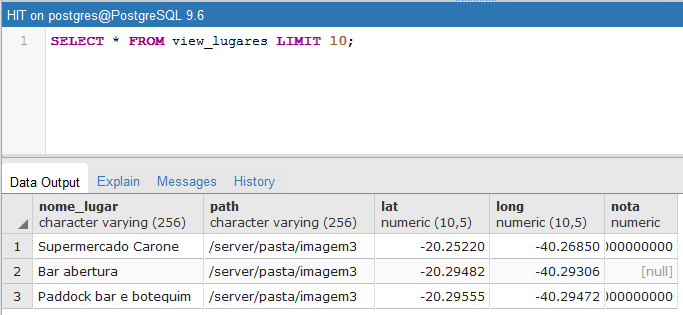 HIT on postgres@PostgreSQL 9.6
1 SELECT * FROM view_lugares LIMIT 10;
Data Output Explain Messages History
nome_lugar path lat long nota
character varying (256) character varying (256) numeric (10,5) numeric (10,5) numeric
1 Supermercado Carone /server/pasta/imagem3 -20.25220 -40.26850 000000000
2 Bar abertura /server/pasta/imagem3 -20.29482 -40.29306 [null]
3 Paddock bar e botequim /server/pasta/imagem3 -20.29555 -40.29472 000000000